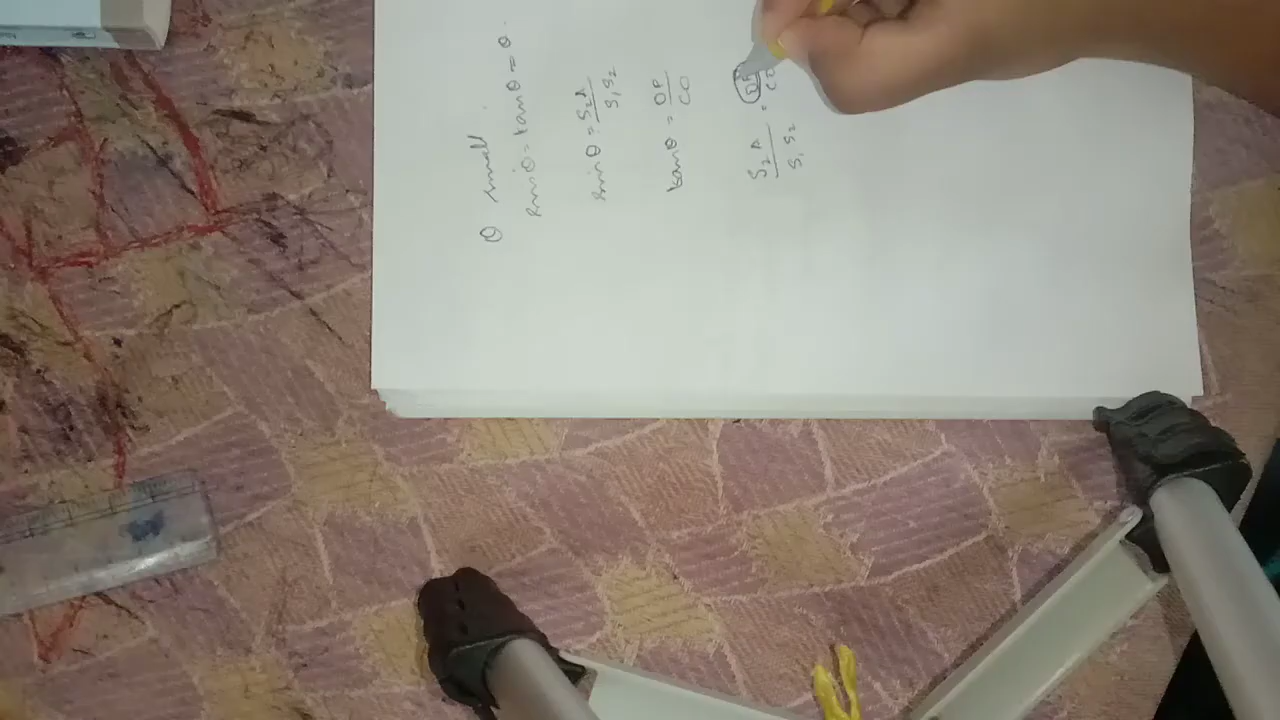 θ small
sinθ = tanθ = θ.
sinθ = S₂A / S₁S₂
tanθ = OP / CO
S₂A / S₁S₂ = OP / CO